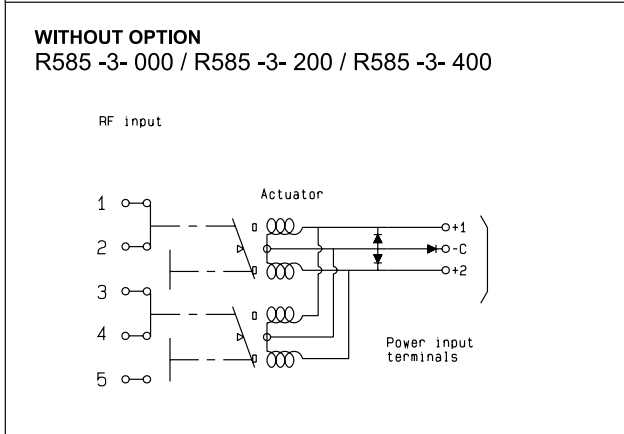 WITHOUT OPTION
R585 -3- 000 / R585 -3- 200 / R585 -3- 400
RF input
Actuator
1
+1
2
-C
+2
3
4
Power input
terminals
5